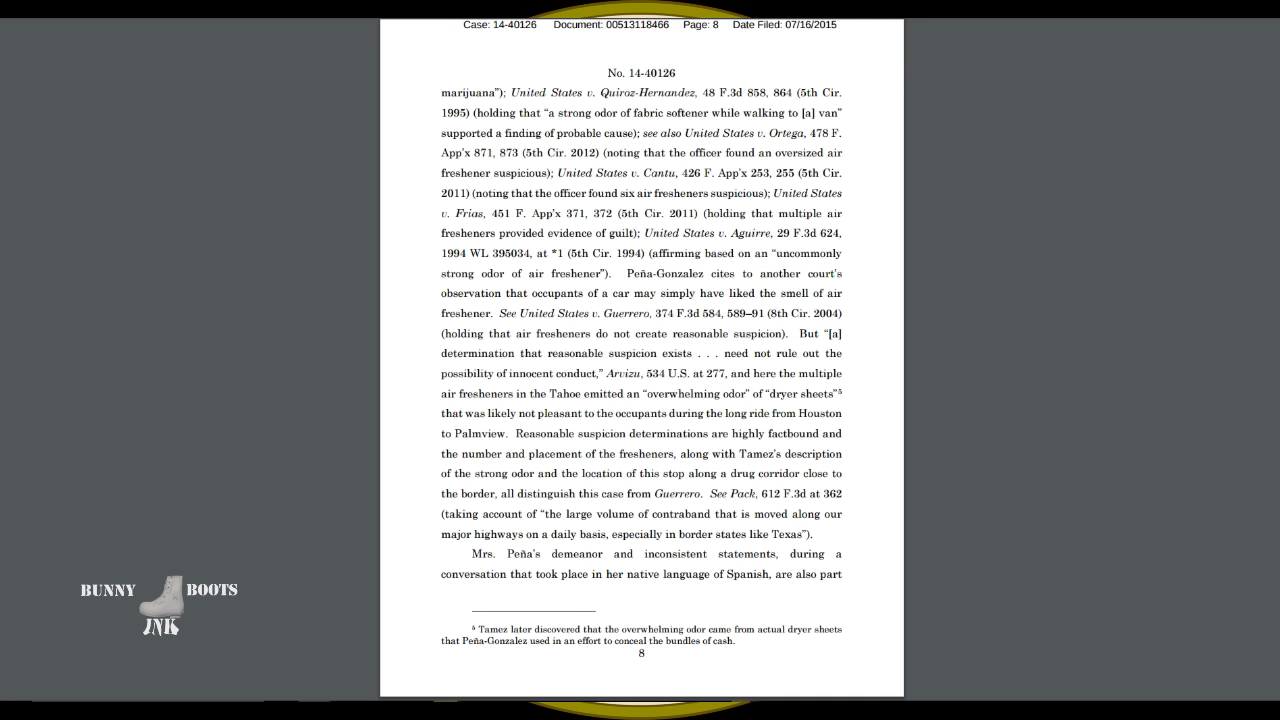 Case: 14-40126 Document: 00513118466 Page: 8 Date Filed: 07/16/2015
No. 14-40126
marijuana”); United States v. Quiroz-Hernandez, 48 F.3d 858, 864 (5th Cir.
1995) (holding that “a strong odor of fabric softener while walking to [a] van”
supported a finding of probable cause); see also United States v. Ortega, 478 F.
App’x 871, 873 (5th Cir. 2012) (noting that the officer found an oversized air
freshener suspicious); United States v. Cantu, 426 F. App’x 253, 255 (5th Cir.
2011) (noting that the officer found six air fresheners suspicious); United States
v. Frias, 451 F. App’x 371, 372 (5th Cir. 2011) (holding that multiple air
fresheners provided evidence of guilt); United States v. Aguirre, 29 F.3d 624,
1994 WL 395034, at *1 (5th Cir. 1994) (affirming based on an “uncommonly
strong odor of air freshener”). Peña-Gonzalez cites to another court’s
observation that occupants of a car may simply have liked the smell of air
freshener. See United States v. Guerrero, 374 F.3d 584, 589–91 (8th Cir. 2004)
(holding that air fresheners do not create reasonable suspicion). But “[a]
determination that reasonable suspicion exists . . . need not rule out the
possibility of innocent conduct,” Arvizu, 534 U.S. at 277, and here the multiple
air fresheners in the Tahoe emitted an “overwhelming odor” of “dryer sheets”5
that was likely not pleasant to the occupants during the long ride from Houston
to Palmview. Reasonable suspicion determinations are highly factbound and
the number and placement of the fresheners, along with Tamez’s description
of the strong odor and the location of this stop along a drug corridor close to
the border, all distinguish this case from Guerrero. See Pack, 612 F.3d at 362
(taking account of “the large volume of contraband that is moved along our
major highways on a daily basis, especially in border states like Texas”).
Mrs. Peña’s demeanor and inconsistent statements, during a
conversation that took place in her native language of Spanish, are also part
5 Tamez later discovered that the overwhelming odor came from actual dryer sheets
that Peña-Gonzalez used in an effort to conceal the bundles of cash.
8
BUNNY BOOTS
INK